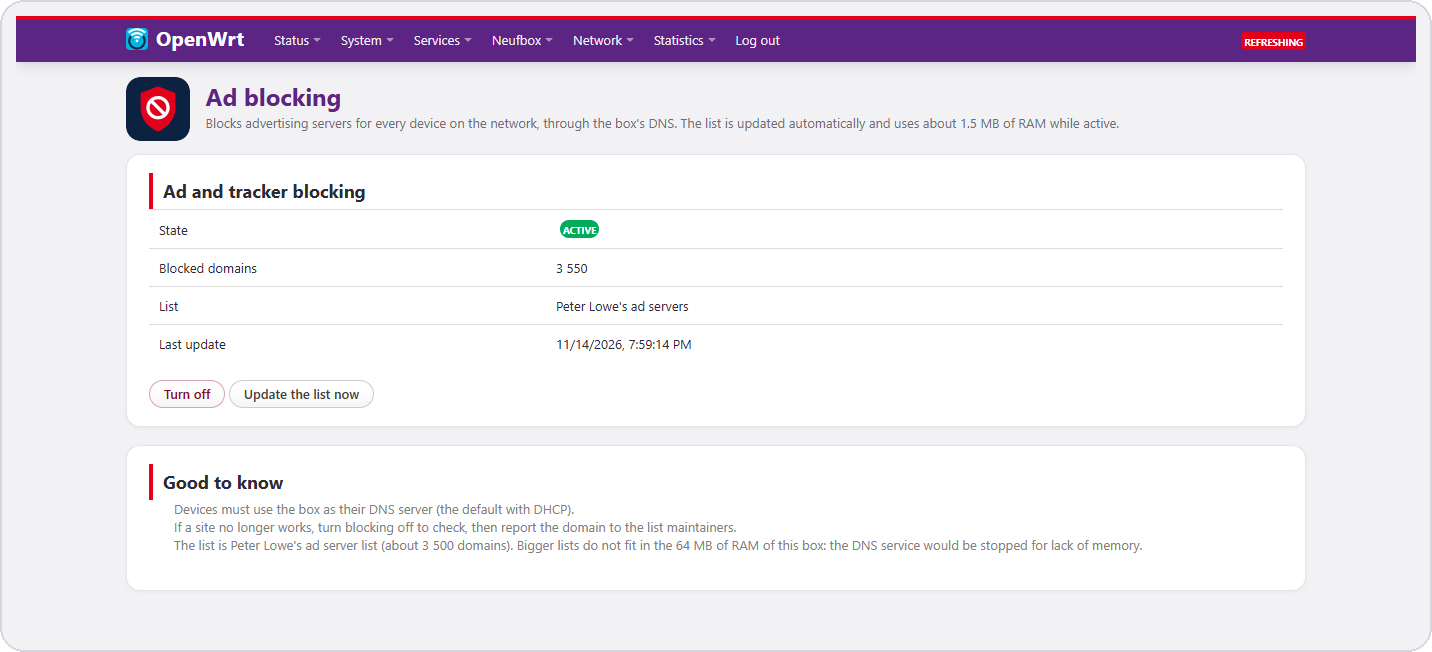 OpenWrt Status System Services Neufbox Network Statistics Log out REFRESHING
Ad blocking
Blocks advertising servers for every device on the network, through the box's DNS. The list is updated automatically and uses about 1.5 MB of RAM while active.
Ad and tracker blocking
State ACTIVE
Blocked domains 3 550
List Peter Lowe's ad servers
Last update 11/14/2026, 7:59:14 PM
Turn off Update the list now
Good to know
Devices must use the box as their DNS server (the default with DHCP).
If a site no longer works, turn blocking off to check, then report the domain to the list maintainers.
The list is Peter Lowe's ad server list (about 3 500 domains). Bigger lists do not fit in the 64 MB of RAM of this box: the DNS service would be stopped for lack of memory.